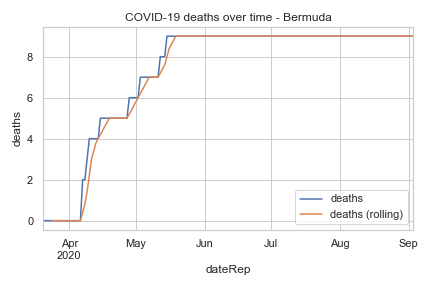 COVID-19 deaths over time - Bermuda
deaths
8
6
4
2
0
Apr
2020
May
Jun
Jul
Aug
Sep
dateRep
deaths
deaths (rolling)